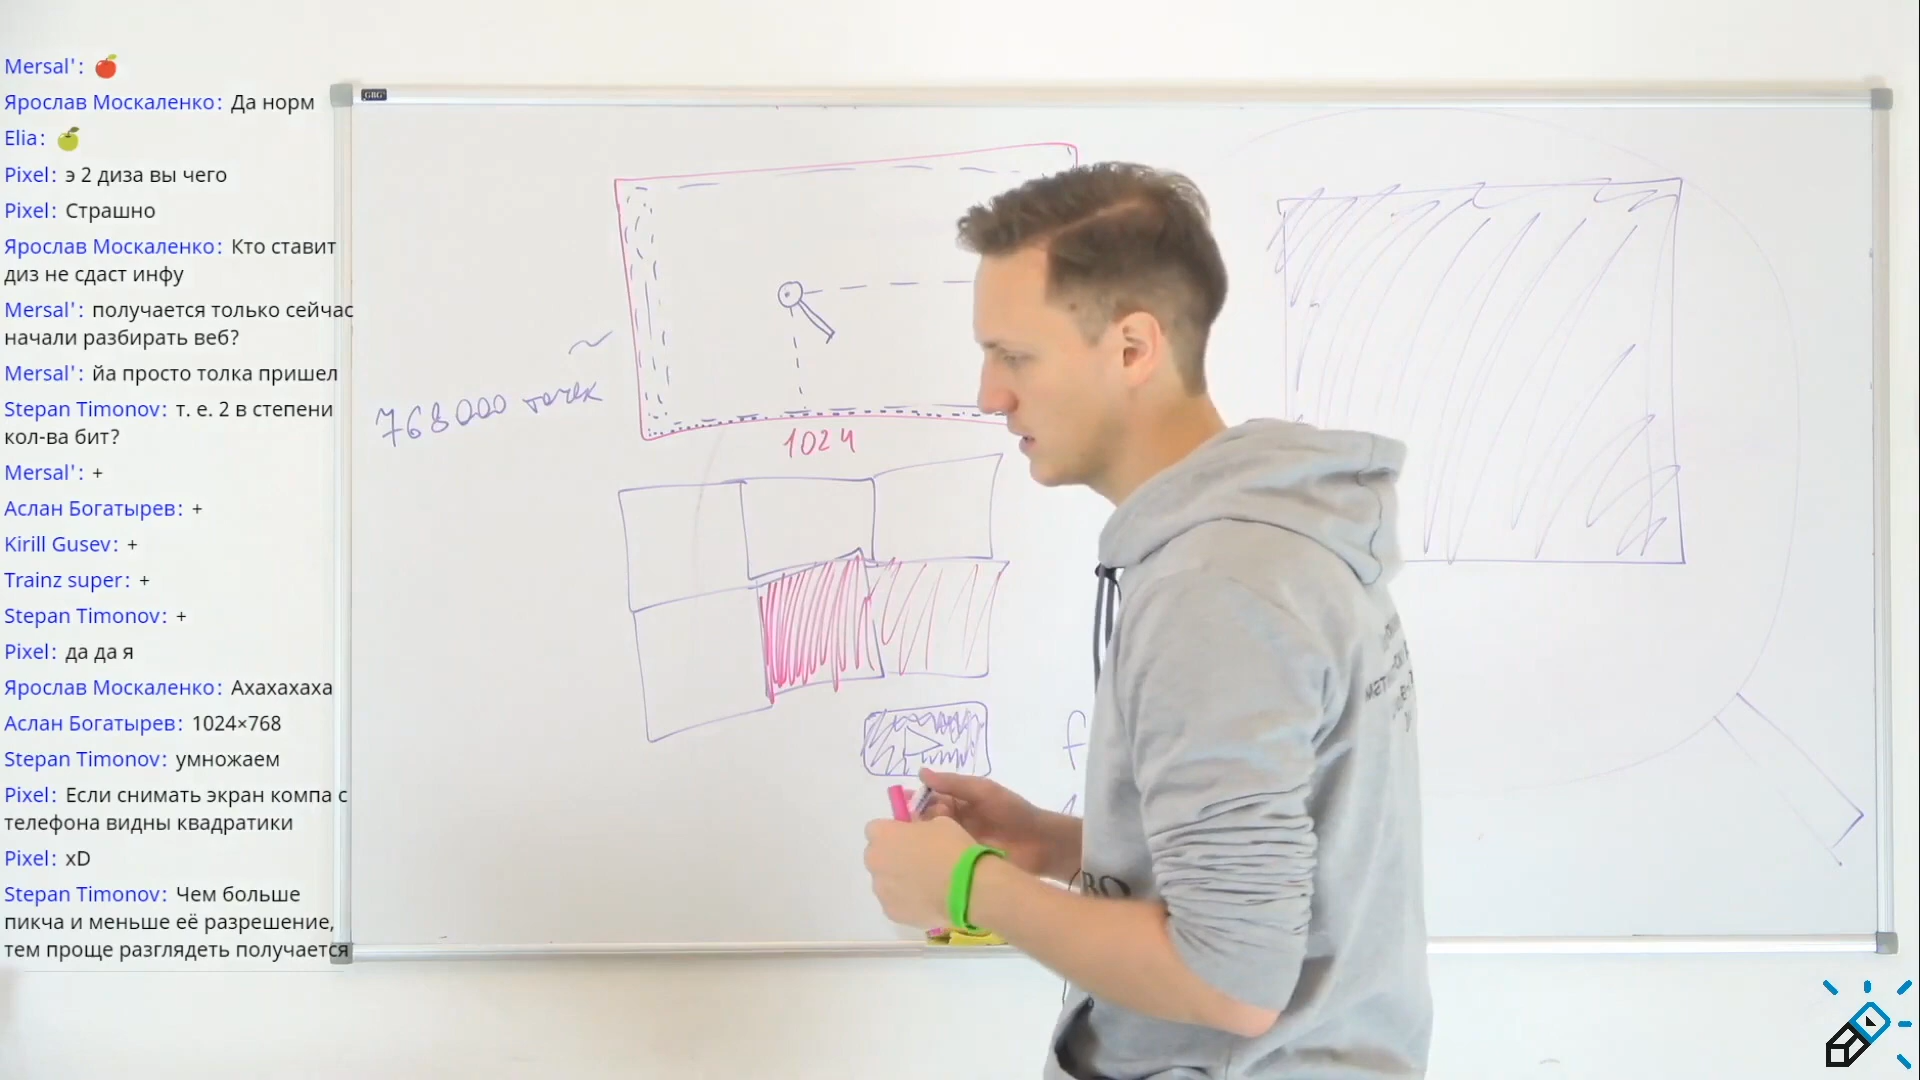 Mersal': 🍎
Ярослав Москаленко: Да норм
Elia: 🍏
Pixel: э 2 диза вы чего
Pixel: Страшно
Ярослав Москаленко: Кто ставит
диз не сдаст инфу
Mersal': получается только сейчас
начали разбирать веб?
Mersal': йа просто толка пришел
Stepan Timonov: т. е. 2 в степени
кол-ва бит?
Mersal': +
Аслан Богатырев: +
Kirill Gusev: +
Trainz super: +
Stepan Timonov: +
Pixel: да да я
Ярослав Москаленко: Ахахахаха
Аслан Богатырев: 1024×768
Stepan Timonov: умножаем
Pixel: Если снимать экран компа с
телефона видны квадратики
Pixel: xD
Stepan Timonov: Чем больше
пикча и меньше её разрешение,
тем проще разглядеть получается
GBG
768000 точек
1024
f